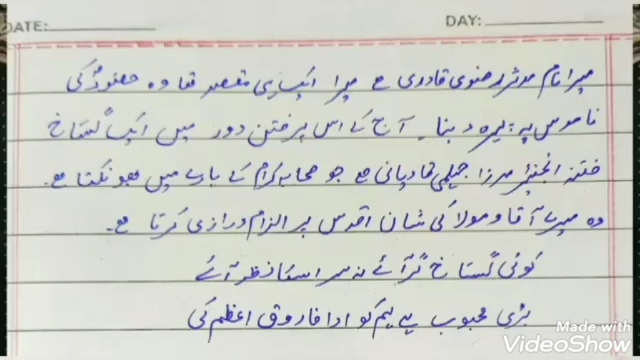 DATE: DAY:
میرا نام مدثر رضوی قادری ہے میرا ایک ہی مقصد تھا وہ حضورؐ کی
ناموس پہ پہرہ دینا۔ آج کے اس پرفتن دور میں ایک گستاخ
فتنہ انجینئر مرزا جہلمی قادیانی ہے جو صحابہ کرام کے بارے میں بھونکتا ہے۔
وہ میرے آقا و مولا کی شان اقدس پر الزام درازی کرتا ہے۔
کوئی گستاخ گر آئے نہ سر اسکا نظر آئے
بڑی محبوب ہے ہم کو ادا فاروق اعظم کی
Made with
VideoShow